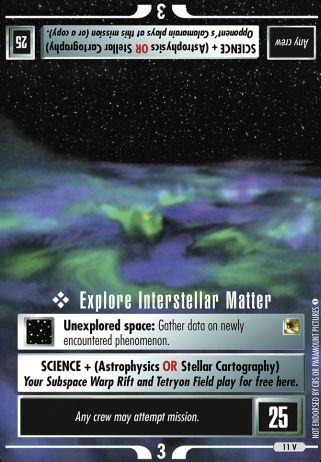 3
Any crew
SCIENCE + (Astrophysics OR Stellar Cartography)
Opponent's Calamarain plays at this mission (or a copy).
25
❖ Explore Interstellar Matter
Unexplored space: Gather data on newly
encountered phenomenon.
SCIENCE + (Astrophysics OR Stellar Cartography)
Your Subspace Warp Rift and Tetryon Field play for free here.
Any crew may attempt mission.
25
3
11 V
NOT ENDORSED BY CBS OR PARAMOUNT PICTURES